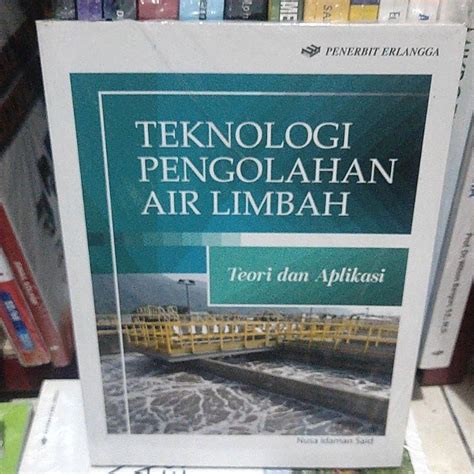 PENERBIT ERLANGGA
TEKNOLOGI
PENGOLAHAN
AIR LIMBAH
Teori dan Aplikasi
Nusa Idaman Said